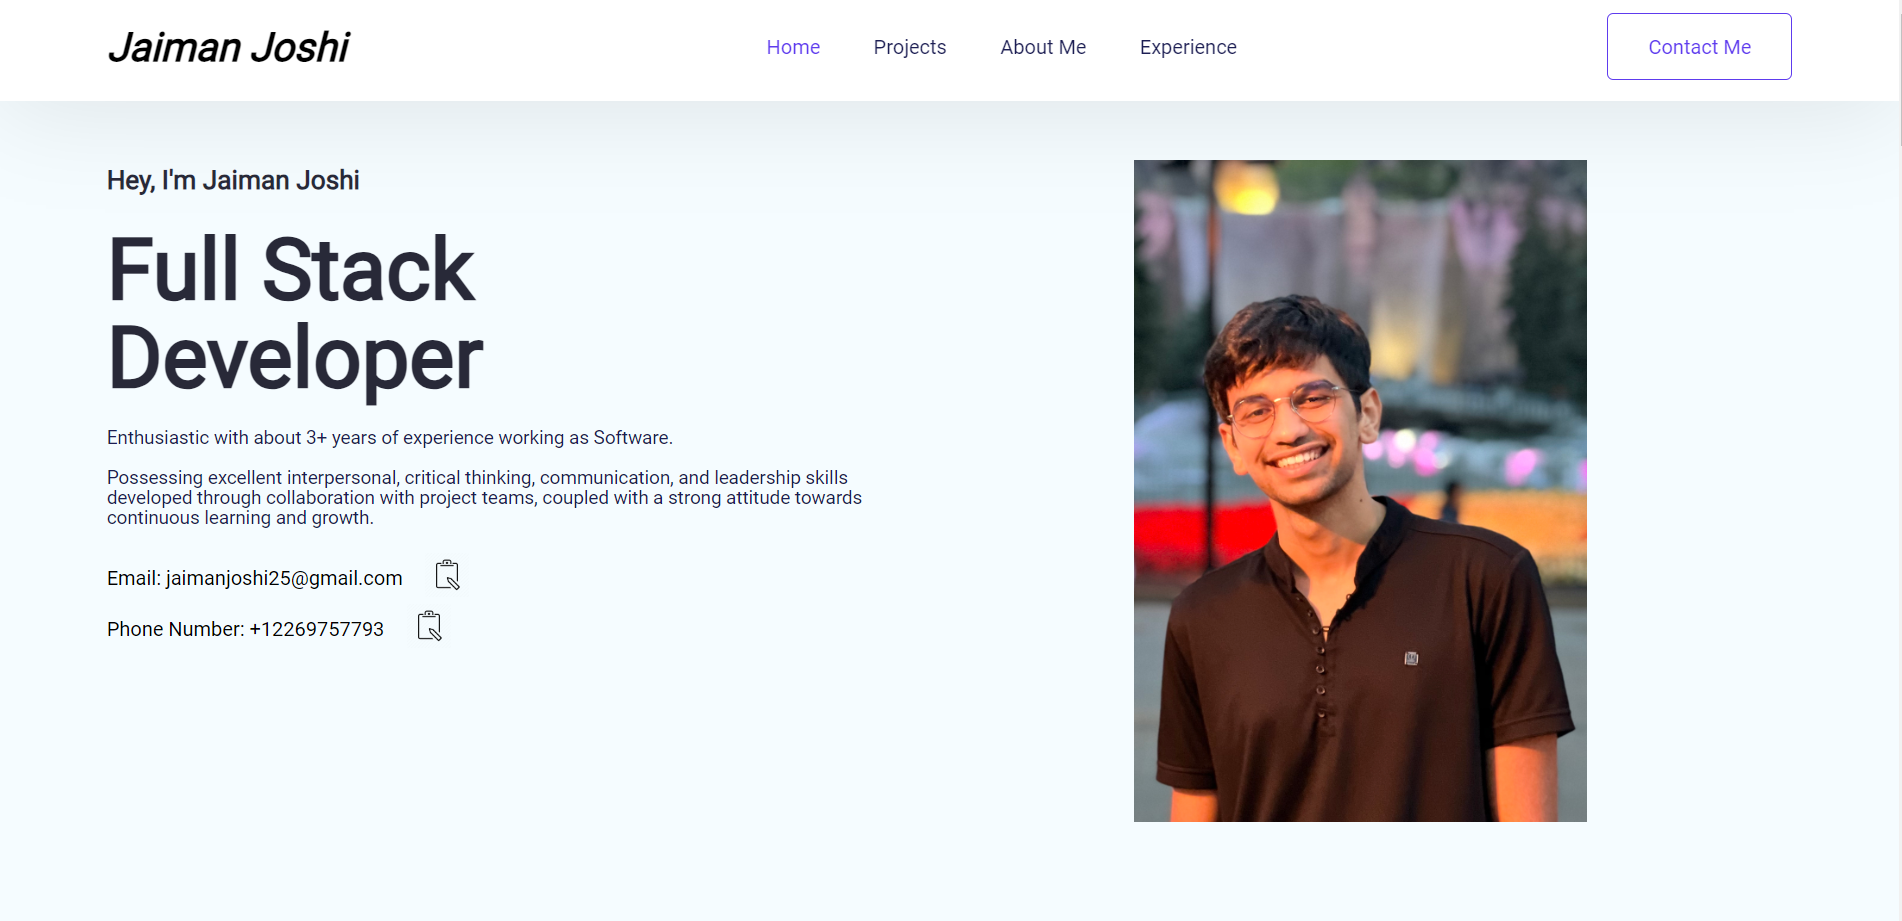 Jaiman Joshi
Home
Projects
About Me
Experience
Contact Me
Hey, I'm Jaiman Joshi
Full Stack
Developer
Enthusiastic with about 3+ years of experience working as Software.
Possessing excellent interpersonal, critical thinking, communication, and leadership skills
developed through collaboration with project teams, coupled with a strong attitude towards
continuous learning and growth.
Email: jaimanjoshi25@gmail.com
Phone Number: +12269757793